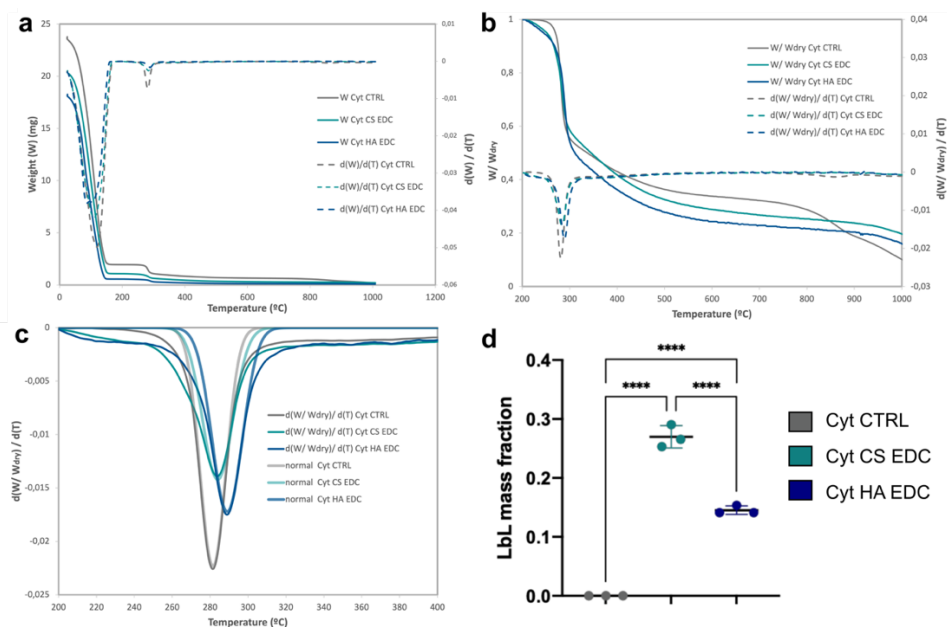 a
Weight (W) (mg)
25
20
15
10
5
0
0,01
0
-0,01
-0,02
-0,03
-0,04
-0,05
-0,06
d(W) / d(T)
W Cyt CTRL
W Cyt CS EDC
W Cyt HA EDC
d(W)/d(T) Cyt CTRL
d(W)/d(T) Cyt CS EDC
d(W)/d(T) Cyt HA EDC
0 200 400 600 800 1000 1200
Temperature (ºC)
b
W/ Wdry
1
0,8
0,6
0,4
0,2
0
0,04
0,03
0,02
0,01
0
-0,01
-0,02
-0,03
d(W/ Wdry) / d(T)
W/ Wdry Cyt CTRL
W/ Wdry Cyt CS EDC
W/ Wdry Cyt HA EDC
d(W/ Wdry)/ d(T) Cyt CTRL
d(W/ Wdry)/ d(T) Cyt CS EDC
d(W/ Wdry)/ d(T) Cyt HA EDC
200 300 400 500 600 700 800 900 1000
Temperature (ºC)
c
d(W/ Wdry) / d(T)
0
-0,005
-0,01
-0,015
-0,02
-0,025
d(W/ Wdry)/ d(T) Cyt CTRL
d(W/ Wdry)/ d(T) Cyt CS EDC
d(W/ Wdry)/ d(T) Cyt HA EDC
normal Cyt CTRL
normal Cyt CS EDC
normal Cyt HA EDC
200 220 240 260 280 300 320 340 360 380 400
Temperature (ºC)
d
LbL mass fraction
0.4
0.3
0.2
0.1
0.0
****
**** ****
Cyt CTRL
Cyt CS EDC
Cyt HA EDC